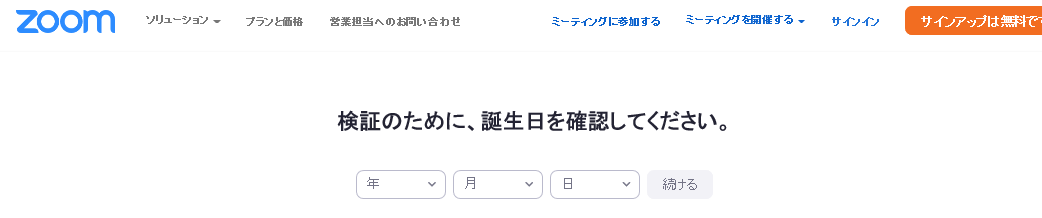 zoom ソリューション プランと価格 営業担当へのお問い合わせ ミーティングに参加する ミーティングを開催する サインイン サインアップは無料で
検証のために、誕生日を確認してください。
年 月 日 続ける